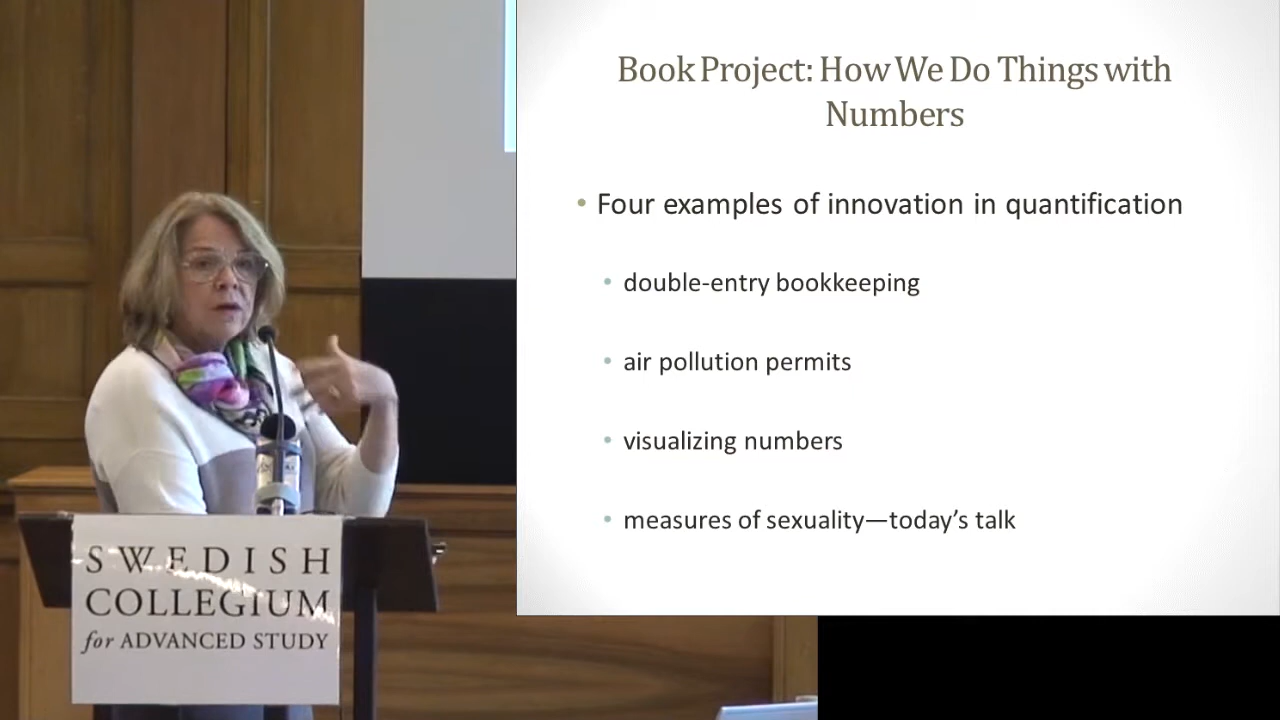 Book Project: How We Do Things with
Numbers
• Four examples of innovation in quantification
• double-entry bookkeeping
• air pollution permits
• visualizing numbers
• measures of sexuality—today's talk
SWEDISH
COLLEGIUM
for ADVANCED STUDY